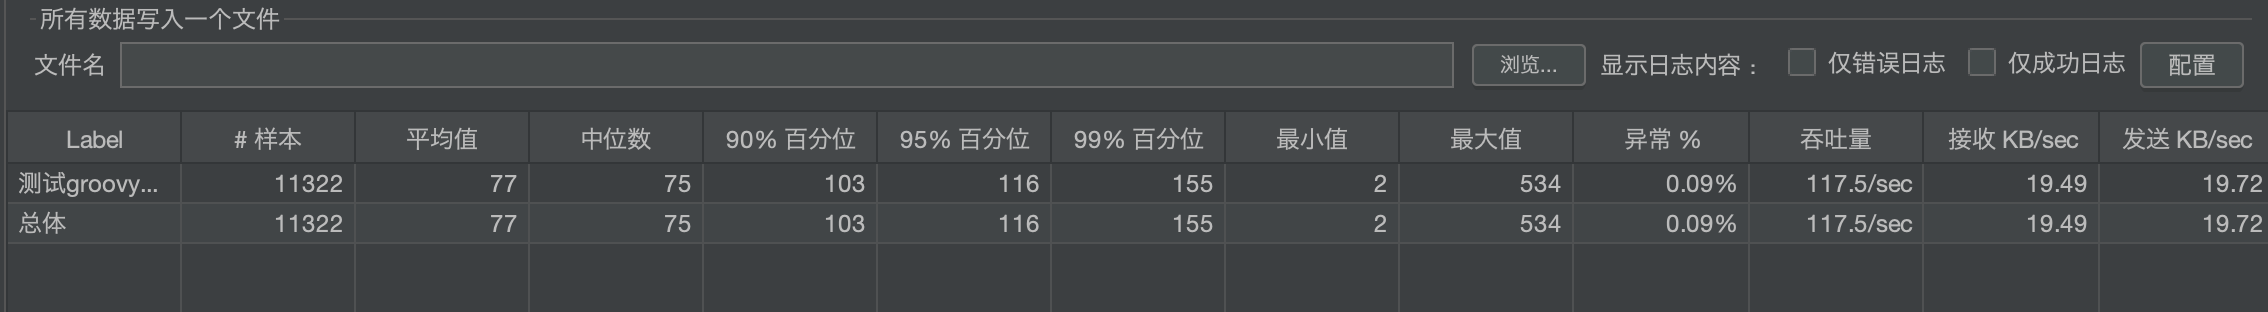 所有数据写入一个文件
文件名 浏览... 显示日志内容： 仅错误日志 仅成功日志 配置
Label # 样本 平均值 中位数 90% 百分位 95% 百分位 99% 百分位 最小值 最大值 异常 % 吞吐量 接收 KB/sec 发送 KB/sec
测试groovy... 11322 77 75 103 116 155 2 534 0.09% 117.5/sec 19.49 19.72
总体 11322 77 75 103 116 155 2 534 0.09% 117.5/sec 19.49 19.72